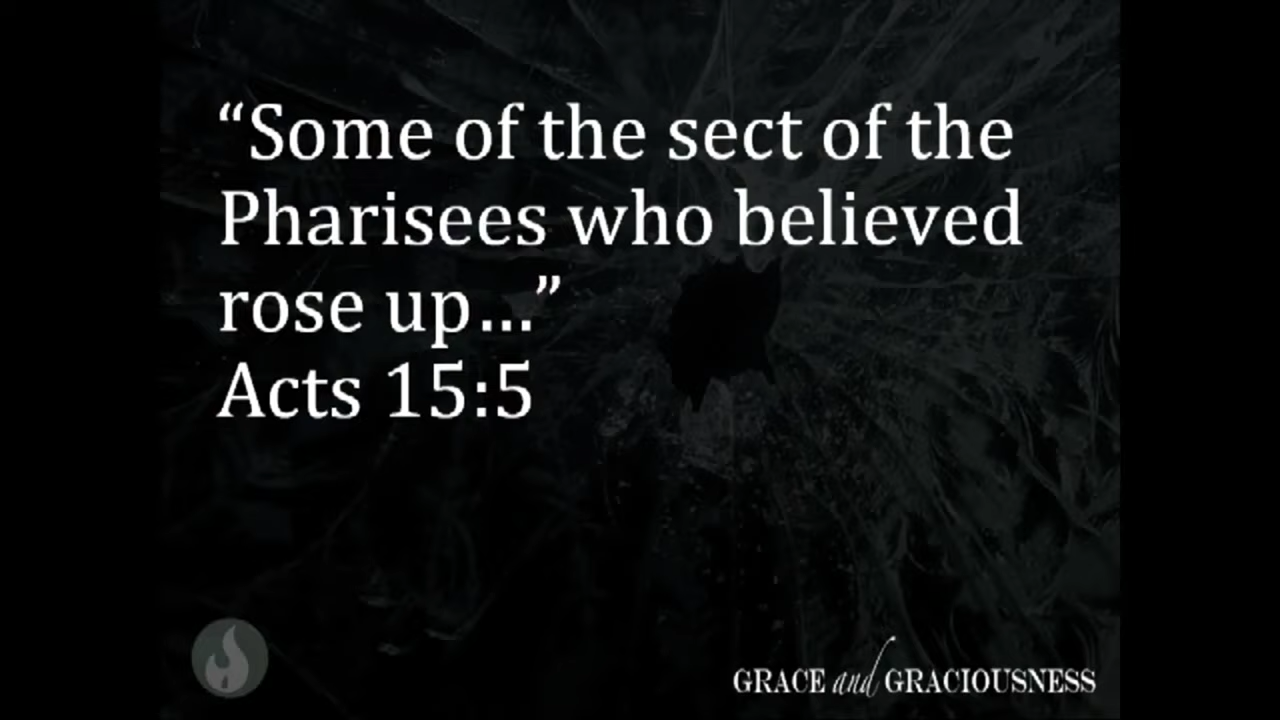 “Some of the sect of the
Pharisees who believed
rose up…”
Acts 15:5
GRACE and GRACIOUSNESS